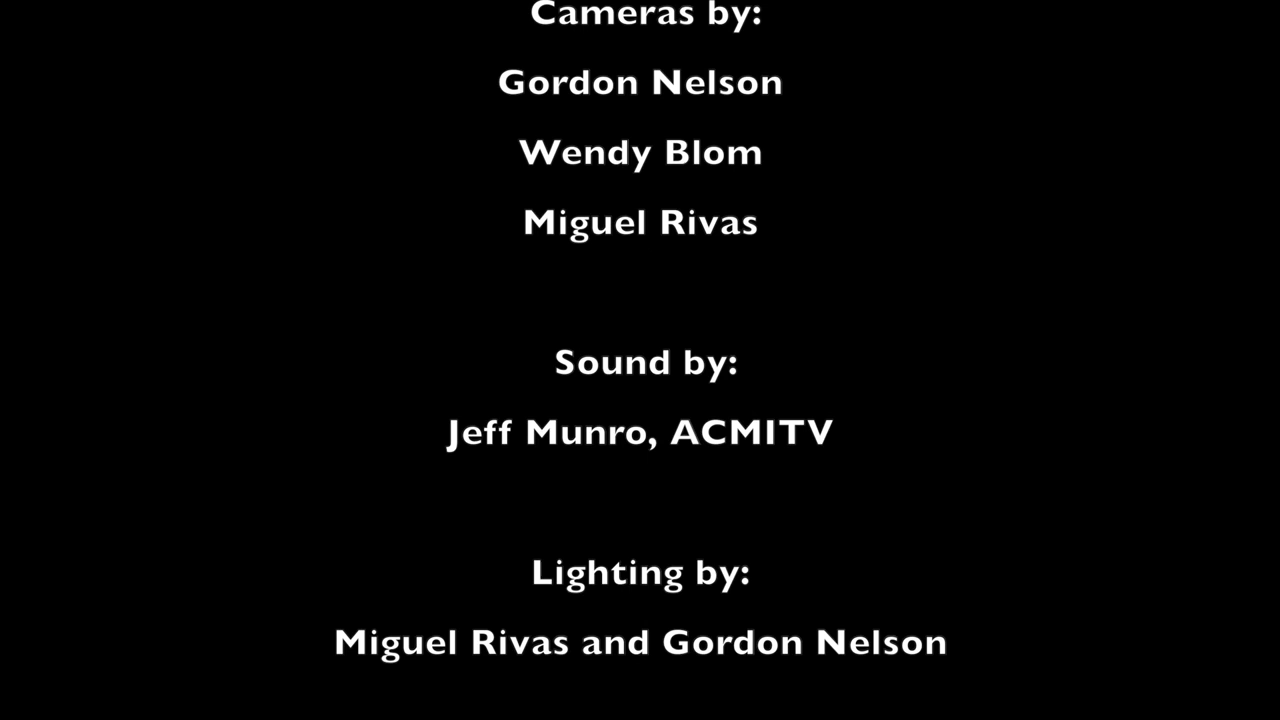 Cameras by:
Gordon Nelson
Wendy Blom
Miguel Rivas
Sound by:
Jeff Munro, ACMITV
Lighting by:
Miguel Rivas and Gordon Nelson